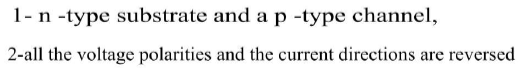 1- n -type substrate and a p -type channel,
2-all the voltage polarities and the current directions are reversed